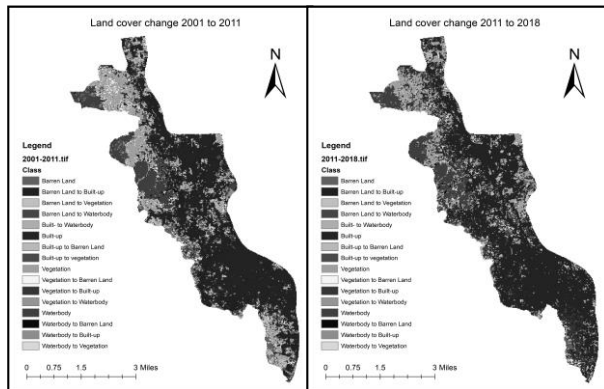 Land cover change 2001 to 2011
N
Legend
2001-2011.tif
Class
Barren Land
Barren Land to Built-up
Barren Land to Vegetation
Barren Land to Waterbody
Built- to Waterbody
Built-up
Built-up to Barren Land
Built-up to vegetation
Vegetation
Vegetation to Barren Land
Vegetation to Built-up
Vegetation to Waterbody
Waterbody
Waterbody to Barren Land
Waterbody to Built-up
Waterbody to Vegetation
0 0.75 1.5 3 Miles
Land cover change 2011 to 2018
N
Legend
2011-2018.tif
Class
Barren Land
Barren Land to Built-up
Barren Land to Vegetation
Barren Land to Waterbody
Built- to Waterbody
Built-up
Built-up to Barren Land
Built-up to vegetation
Vegetation
Vegetation to Barren Land
Vegetation to Built-up
Vegetation to Waterbody
Waterbody
Waterbody to Barren Land
Waterbody to Built-up
Waterbody to Vegetation
0 0.75 1.5 3 Miles